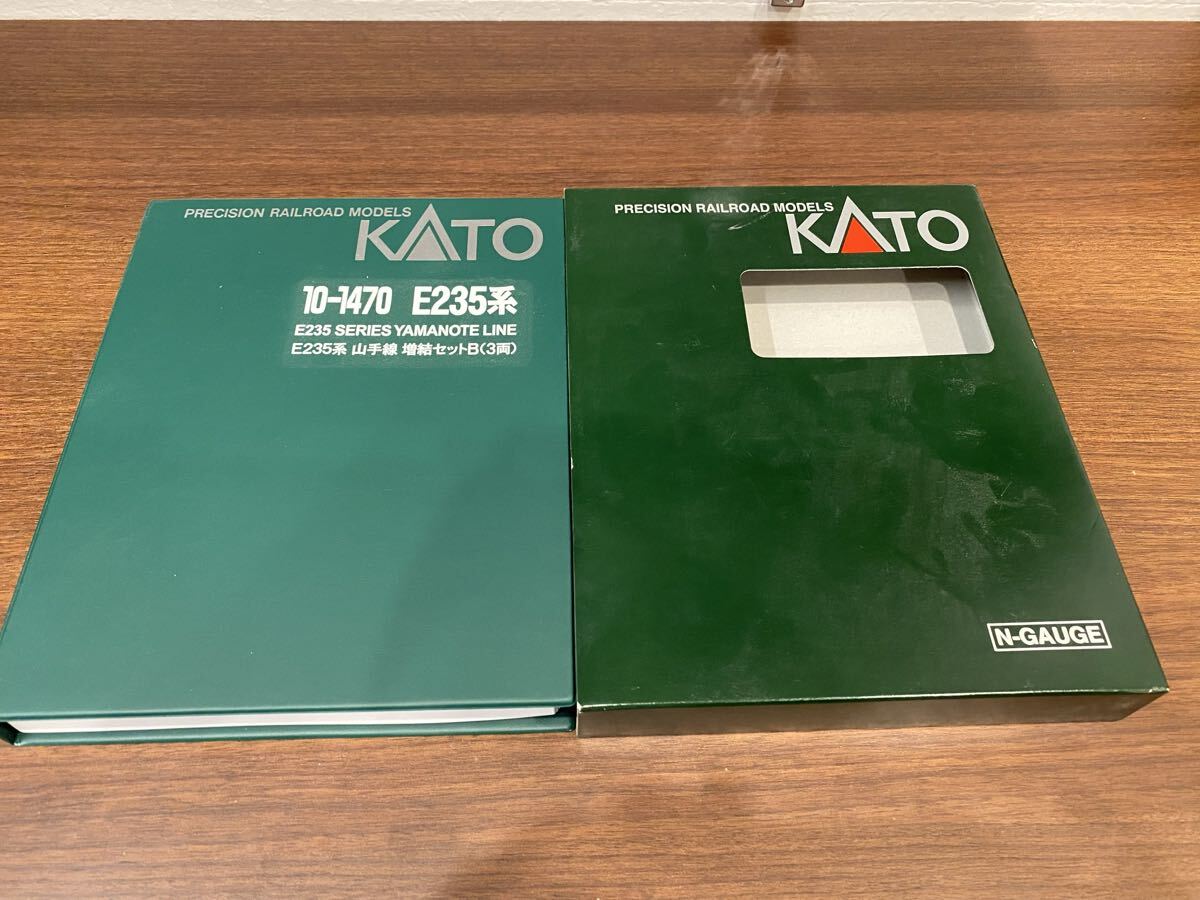 PRECISION RAILROAD MODELS
KATO
10-1470 E235系
E235 SERIES YAMANOTE LINE
E235系 山手線 増結セットB(3両)
PRECISION RAILROAD MODELS
KATO
N-GAUGE